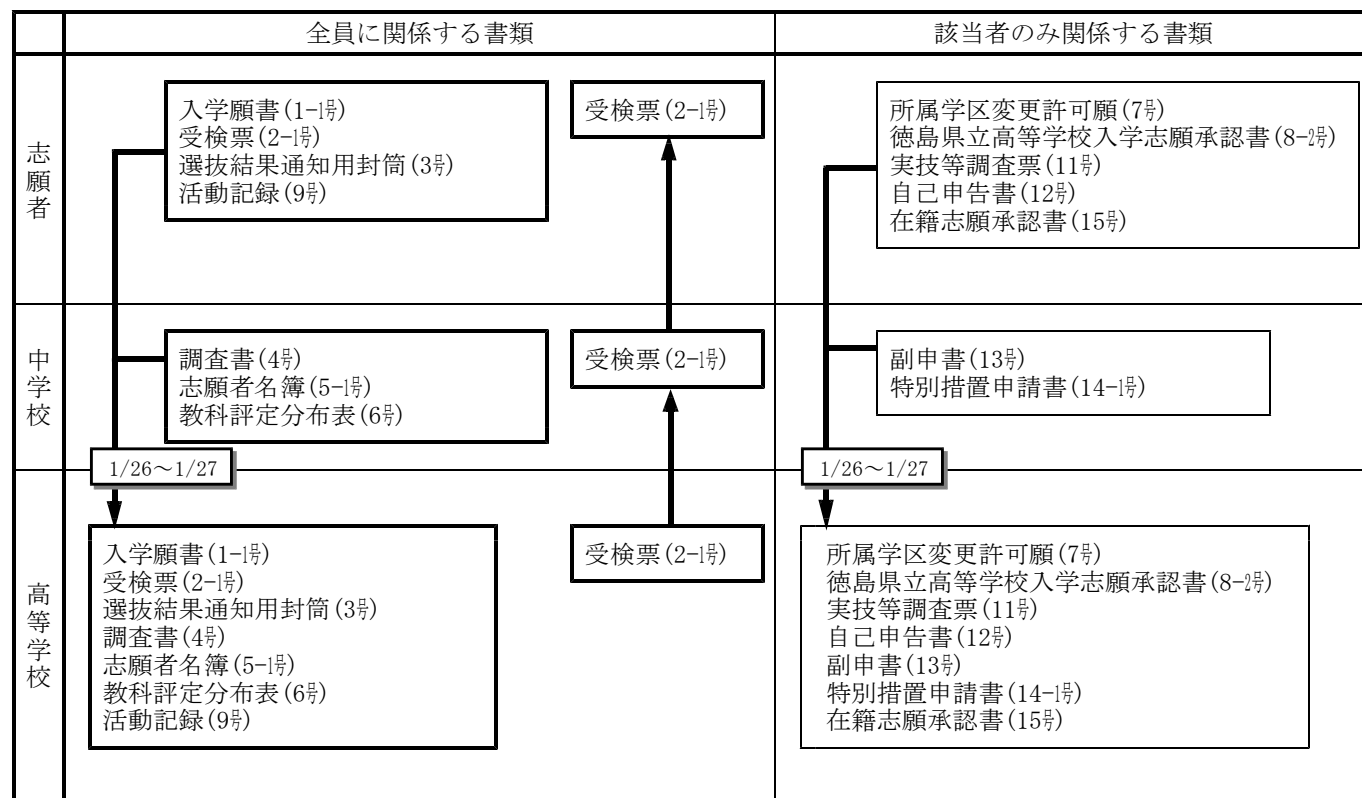 全員に関係する書類
該当者のみ関係する書類
志願者
入学願書(1-1号)
受検票(2-1号)
選抜結果通知用封筒(3号)
活動記録(9号)
受検票(2-1号)
所属学区変更許可願(7号)
徳島県立高等学校入学志願承認書(8-2号)
実技等調査票(11号)
自己申告書(12号)
在籍志願承認書(15号)
中学校
調査書(4号)
志願者名簿(5-1号)
教科評定分布表(6号)
受検票(2-1号)
副申書(13号)
特別措置申請書(14-1号)
1/26～1/27
1/26～1/27
高等学校
入学願書(1-1号)
受検票(2-1号)
選抜結果通知用封筒(3号)
調査書(4号)
志願者名簿(5-1号)
教科評定分布表(6号)
活動記録(9号)
受検票(2-1号)
所属学区変更許可願(7号)
徳島県立高等学校入学志願承認書(8-2号)
実技等調査票(11号)
自己申告書(12号)
副申書(13号)
特別措置申請書(14-1号)
在籍志願承認書(15号)